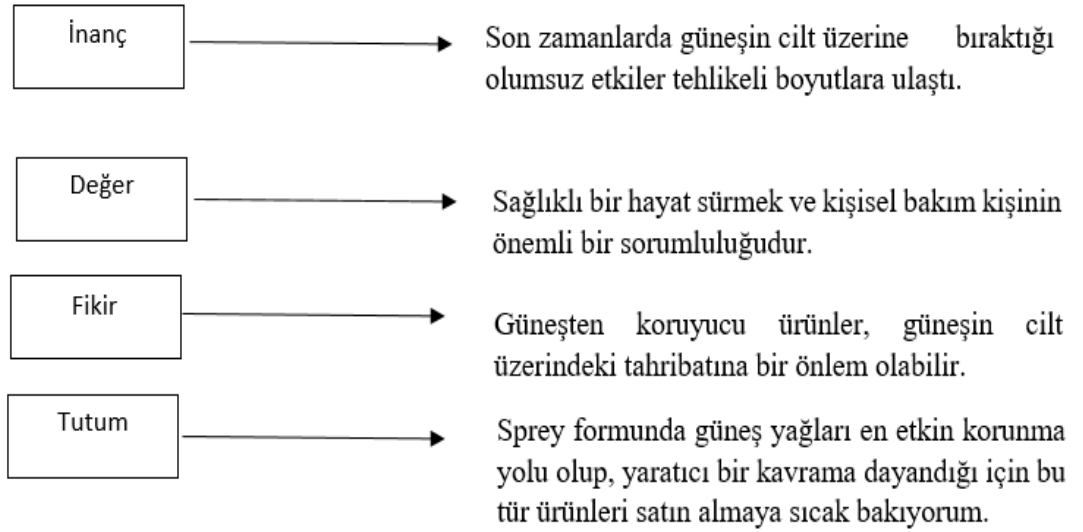 İnanç
Son zamanlarda güneşin cilt üzerine bıraktığı
olumsuz etkiler tehlikeli boyutlara ulaştı.
Değer
Sağlıklı bir hayat sürmek ve kişisel bakım kişinin
önemli bir sorumluluğudur.
Fikir
Güneşten koruyucu ürünler, güneşin cilt
üzerindeki tahribatına bir önlem olabilir.
Tutum
Sprey formunda güneş yağları en etkin korunma
yolu olup, yaratıcı bir kavrama dayandığı için bu
tür ürünleri satın almaya sıcak bakıyorum.